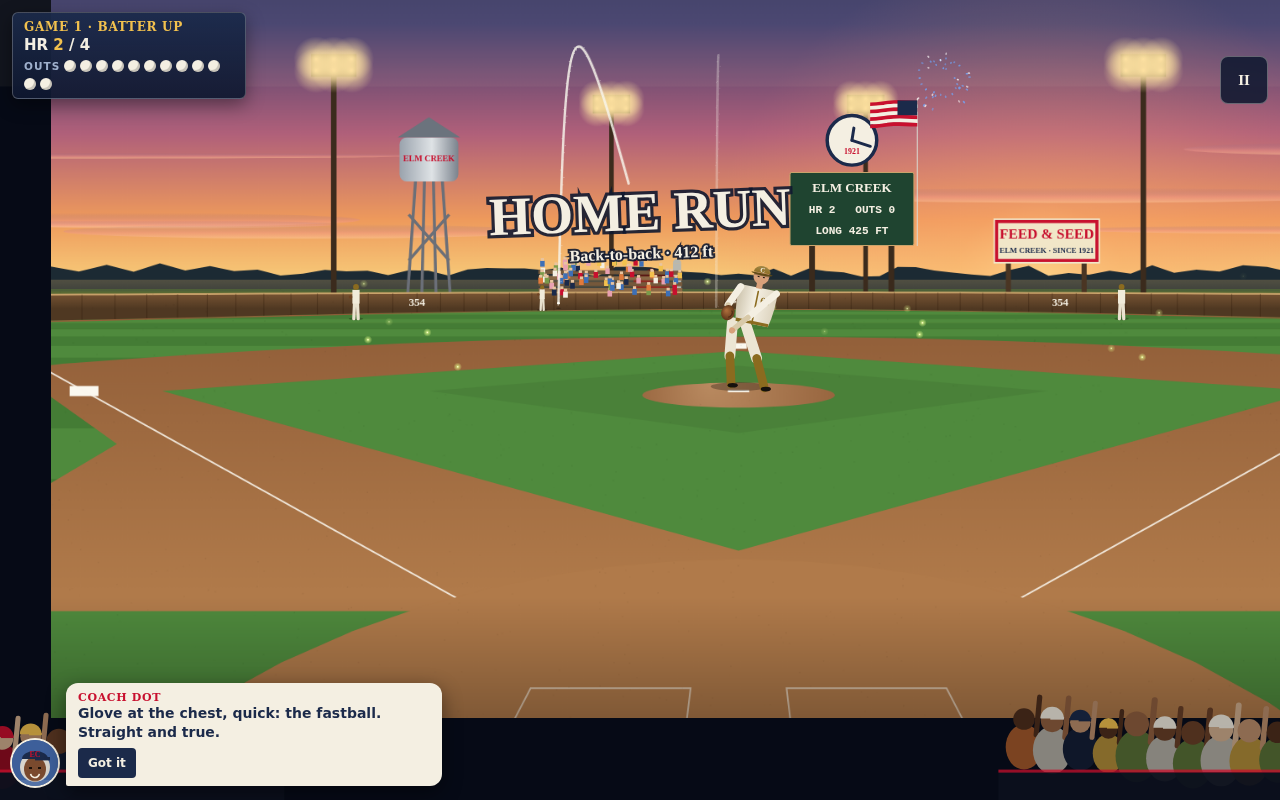 GAME 1 · BATTER UP
HR 2 / 4
OUTS
II
ELM CREEK
1921
ELM CREEK
HR 2 OUTS 0
LONG 425 FT
HOME RUN
Back-to-back · 412 ft
FEED & SEED
ELM CREEK · SINCE 1921
354
354
COACH DOT
Glove at the chest, quick: the fastball.
Straight and true.
Got it